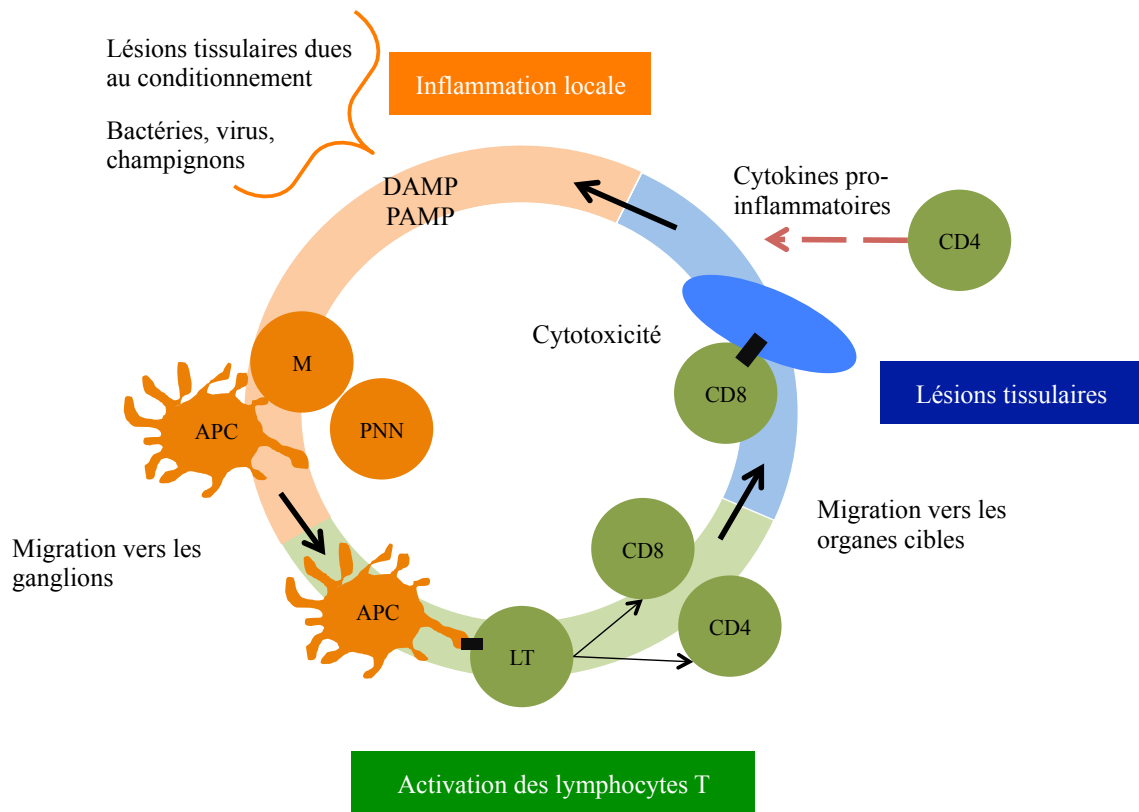 Lésions tissulaires dues
au conditionnement
Bactéries, virus,
champignons
Inflammation locale
DAMP
PAMP
Cytokines pro-
inflammatoires
CD4
Cytotoxicité
M
CD8
Lésions tissulaires
APC
PNN
Migration vers les
organes cibles
Migration vers les
ganglions
CD8
APC
CD4
LT
Activation des lymphocytes T